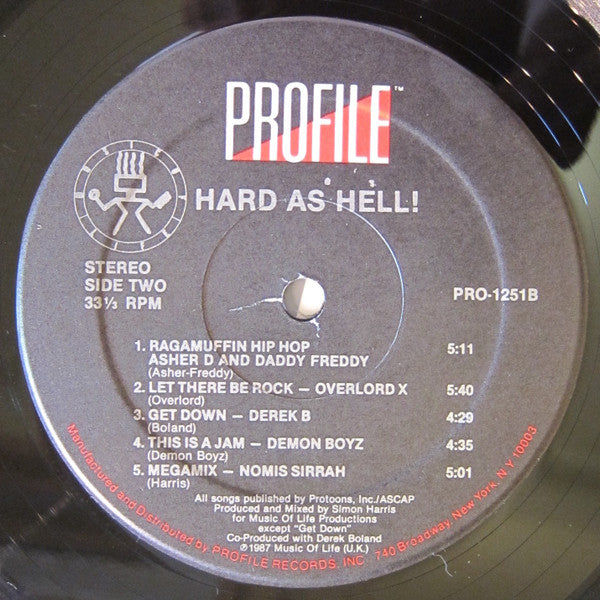 PROFILE™
HARD AS HELL!
STEREO
SIDE TWO
33⅓ RPM
PRO-1251B
1. RAGAMUFFIN HIP HOP
ASHER D AND DADDY FREDDY 5:11
(Asher-Freddy)
2. LET THERE BE ROCK — OVERLORD X 5:40
(Overlord)
3. GET DOWN — DEREK B 4:29
(Boland)
4. THIS IS A JAM — DEMON BOYZ 4:35
(Demon Boyz)
5. MEGAMIX — NOMIS SIRRAH 5:01
(Harris)
All songs published by Protoons, Inc./ASCAP
Produced and Mixed by Simon Harris
for Music Of Life Productions
except "Get Down"
Co-Produced with Derek Boland
℗1987 Music Of Life (U.K.)
Manufactured and Distributed by PROFILE RECORDS, INC 740 Broadway, New York, N.Y 10003